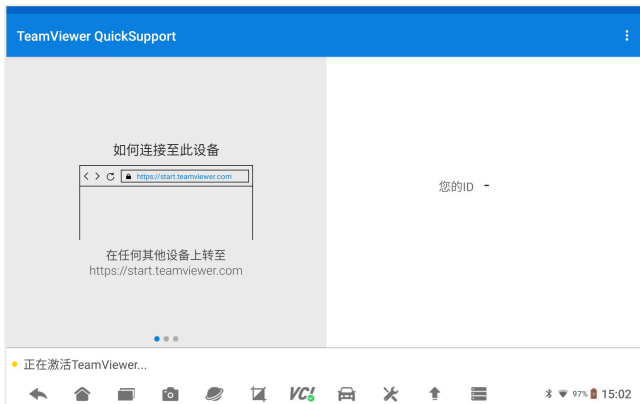 TeamViewer QuickSupport
如何连接至此设备
https://start.teamviewer.com
在任何其他设备上转至
https://start.teamviewer.com
您的ID -
正在激活TeamViewer...
VCI
97%
15:02